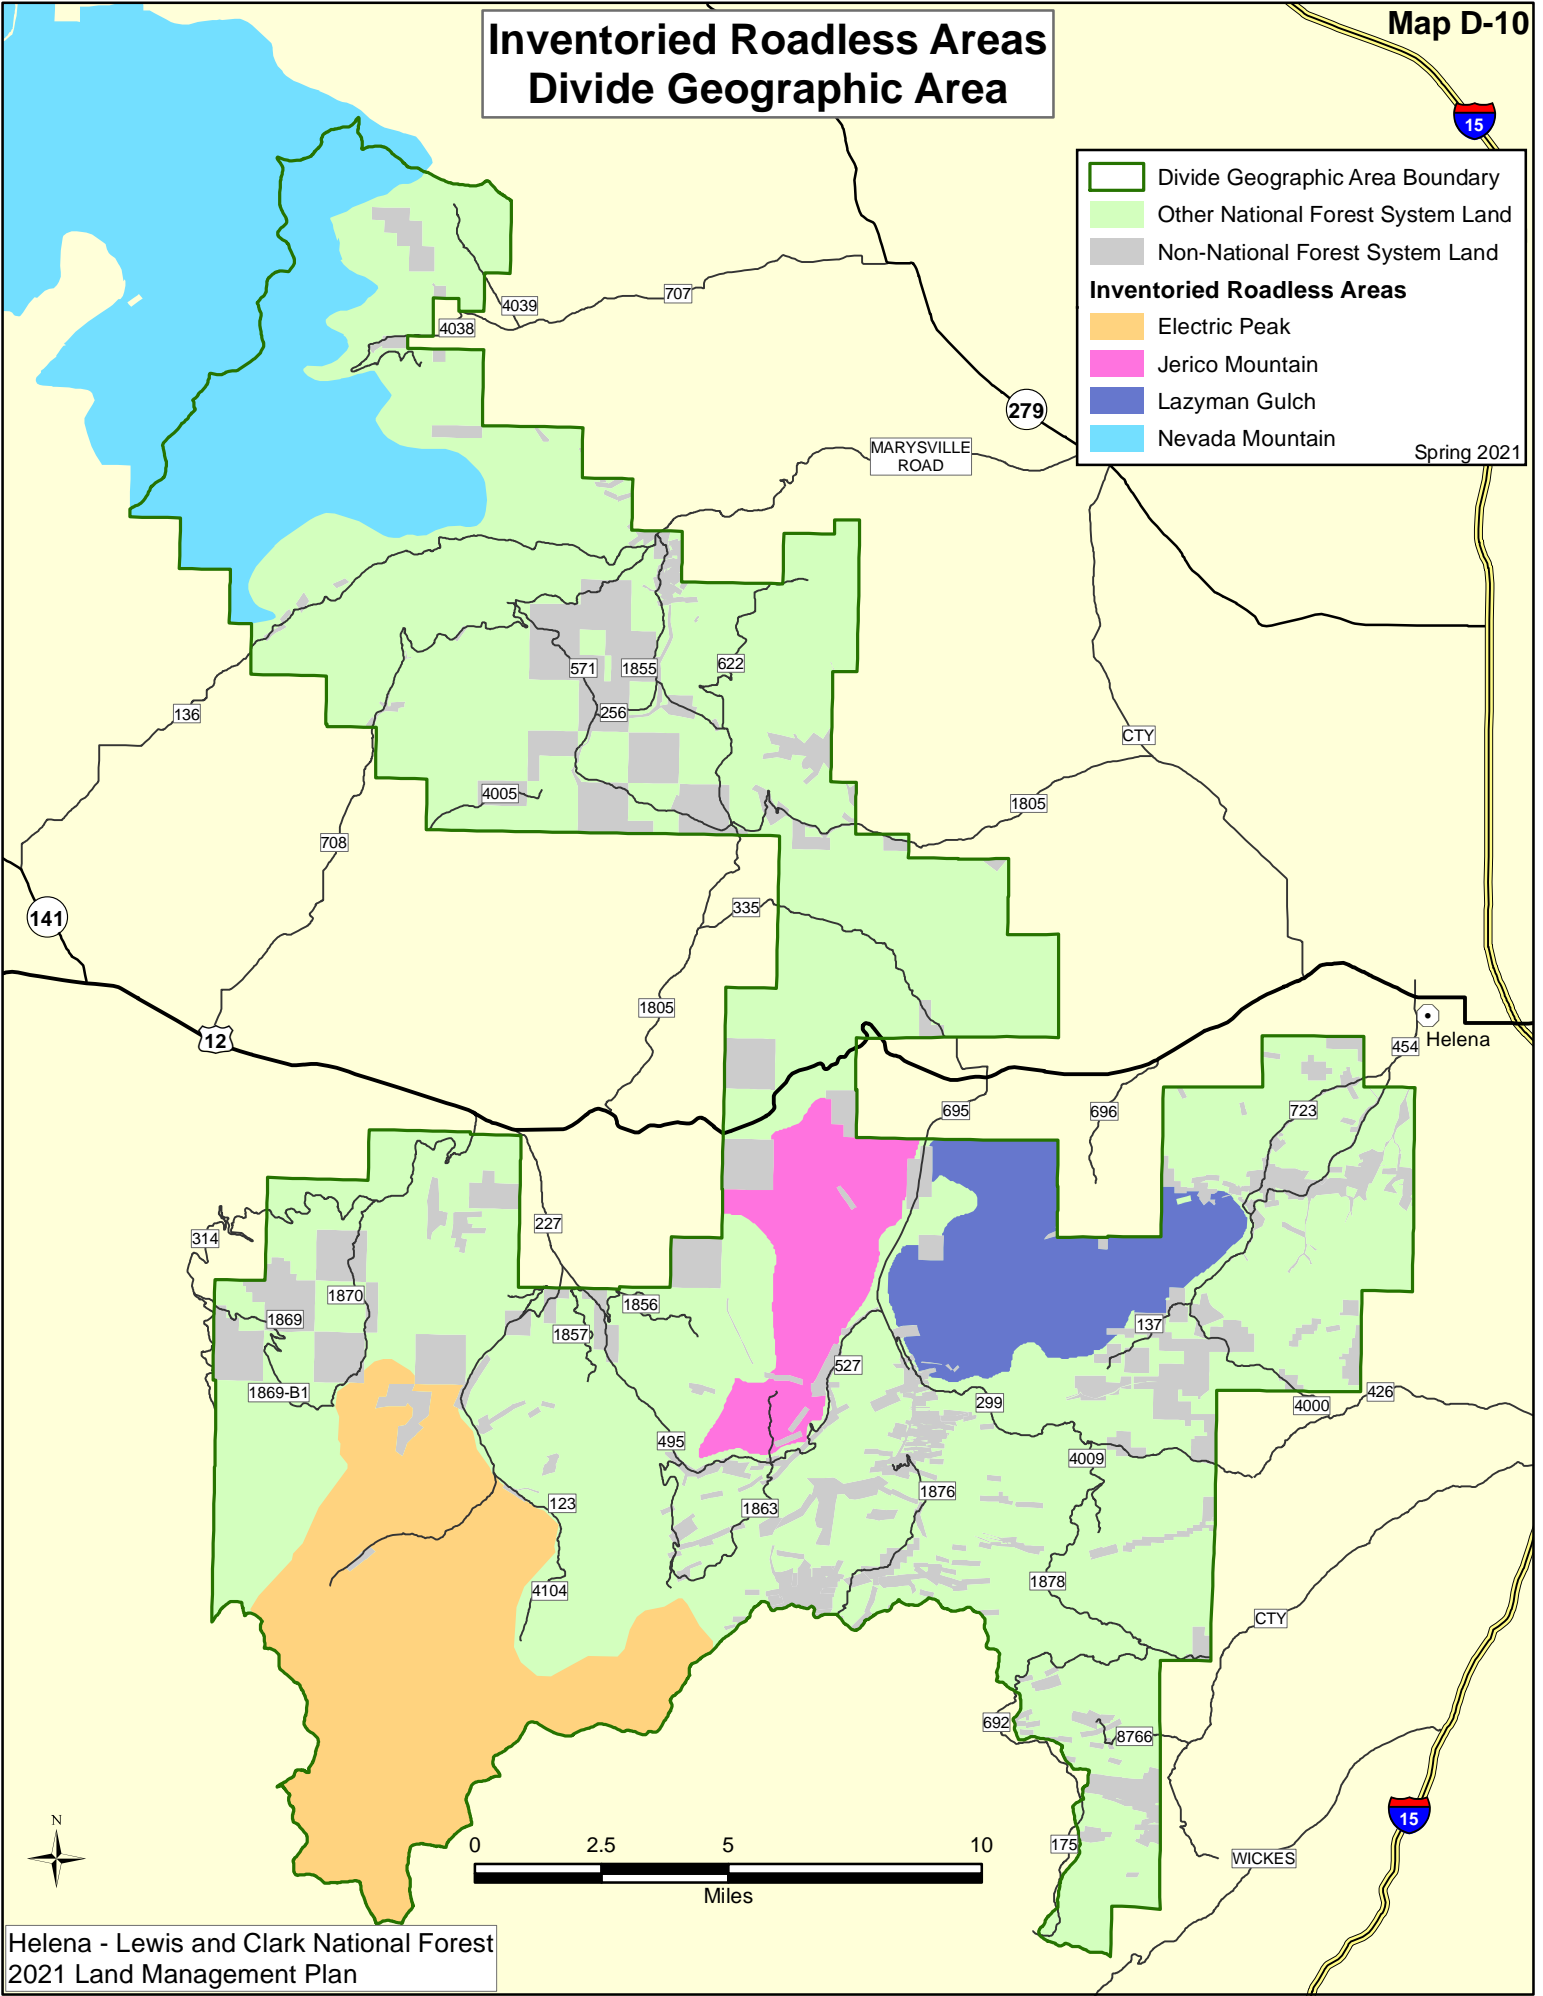 Map D-10
Inventoried Roadless Areas
Divide Geographic Area
15
Divide Geographic Area Boundary
Other National Forest System Land
Non-National Forest System Land
Inventoried Roadless Areas
Electric Peak
Jerico Mountain
Lazyman Gulch
Nevada Mountain
Spring 2021
707
4039
4038
279
MARYSVILLE
ROAD
571
1855
622
136
256
CTY
4005
1805
708
335
141
1805
12
Helena
454
695
696
723
227
314
1870
1856
1869
1857
137
527
1869-B1
426
299
4000
495
4009
1876
123
1863
1878
4104
CTY
692
8766
15
175
WICKES
N
0
2.5
5
10
Miles
Helena - Lewis and Clark National Forest
2021 Land Management Plan